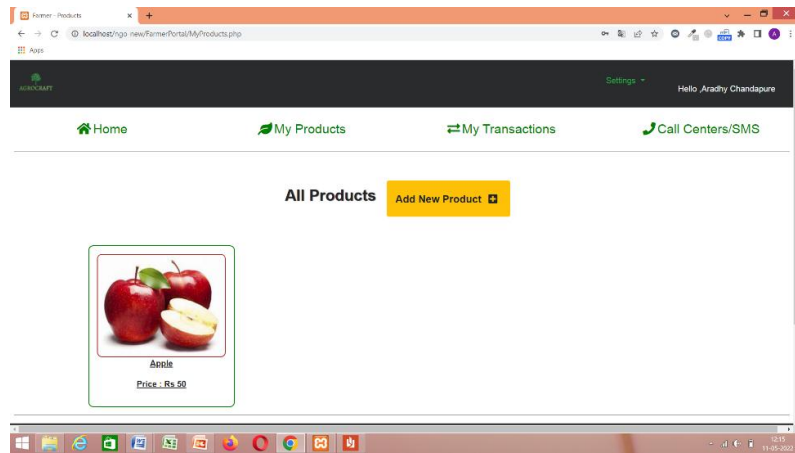 Farmer - Products
localhost/ngo new/FarmerPortal/MyProducts.php
Apps
AGROCRAFT
Settings
Hello ,Aradhy Chandapure
Home
My Products
My Transactions
Call Centers/SMS
All Products
Add New Product
Apple
Price : Rs 50
12:15
11-05-2022